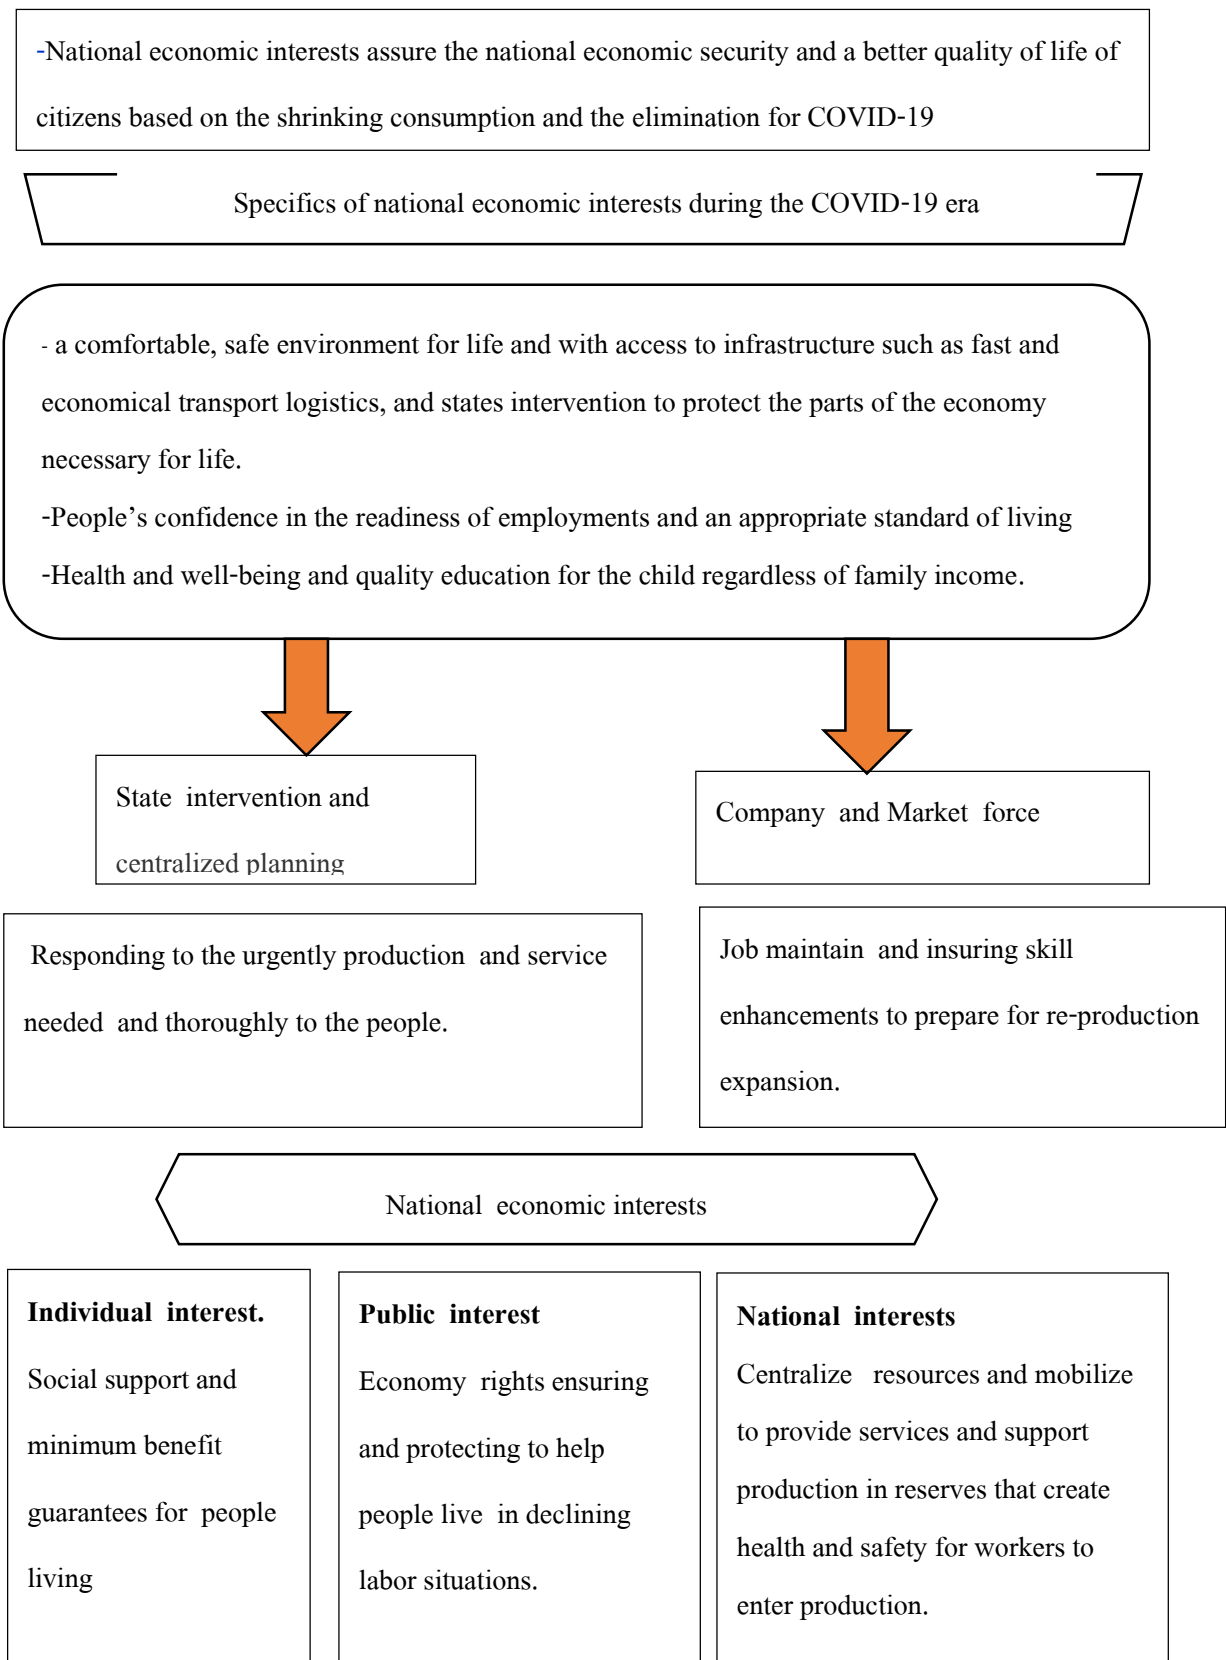 -National economic interests assure the national economic security and a better quality of life of
citizens based on the shrinking consumption and the elimination for COVID-19
Specifics of national economic interests during the COVID-19 era
- a comfortable, safe environment for life and with access to infrastructure such as fast and
economical transport logistics, and states intervention to protect the parts of the economy
necessary for life.
-People’s confidence in the readiness of employments and an appropriate standard of living
-Health and well-being and quality education for the child regardless of family income.
State intervention and
centralized planning
Company and Market force
Responding to the urgently production and service
needed and thoroughly to the people.
Job maintain and insuring skill
enhancements to prepare for re-production
expansion.
National economic interests
Individual interest.
Social support and
minimum benefit
guarantees for people
living
Public interest
Economy rights ensuring
and protecting to help
people live in declining
labor situations.
National interests
Centralize resources and mobilize
to provide services and support
production in reserves that create
health and safety for workers to
enter production.